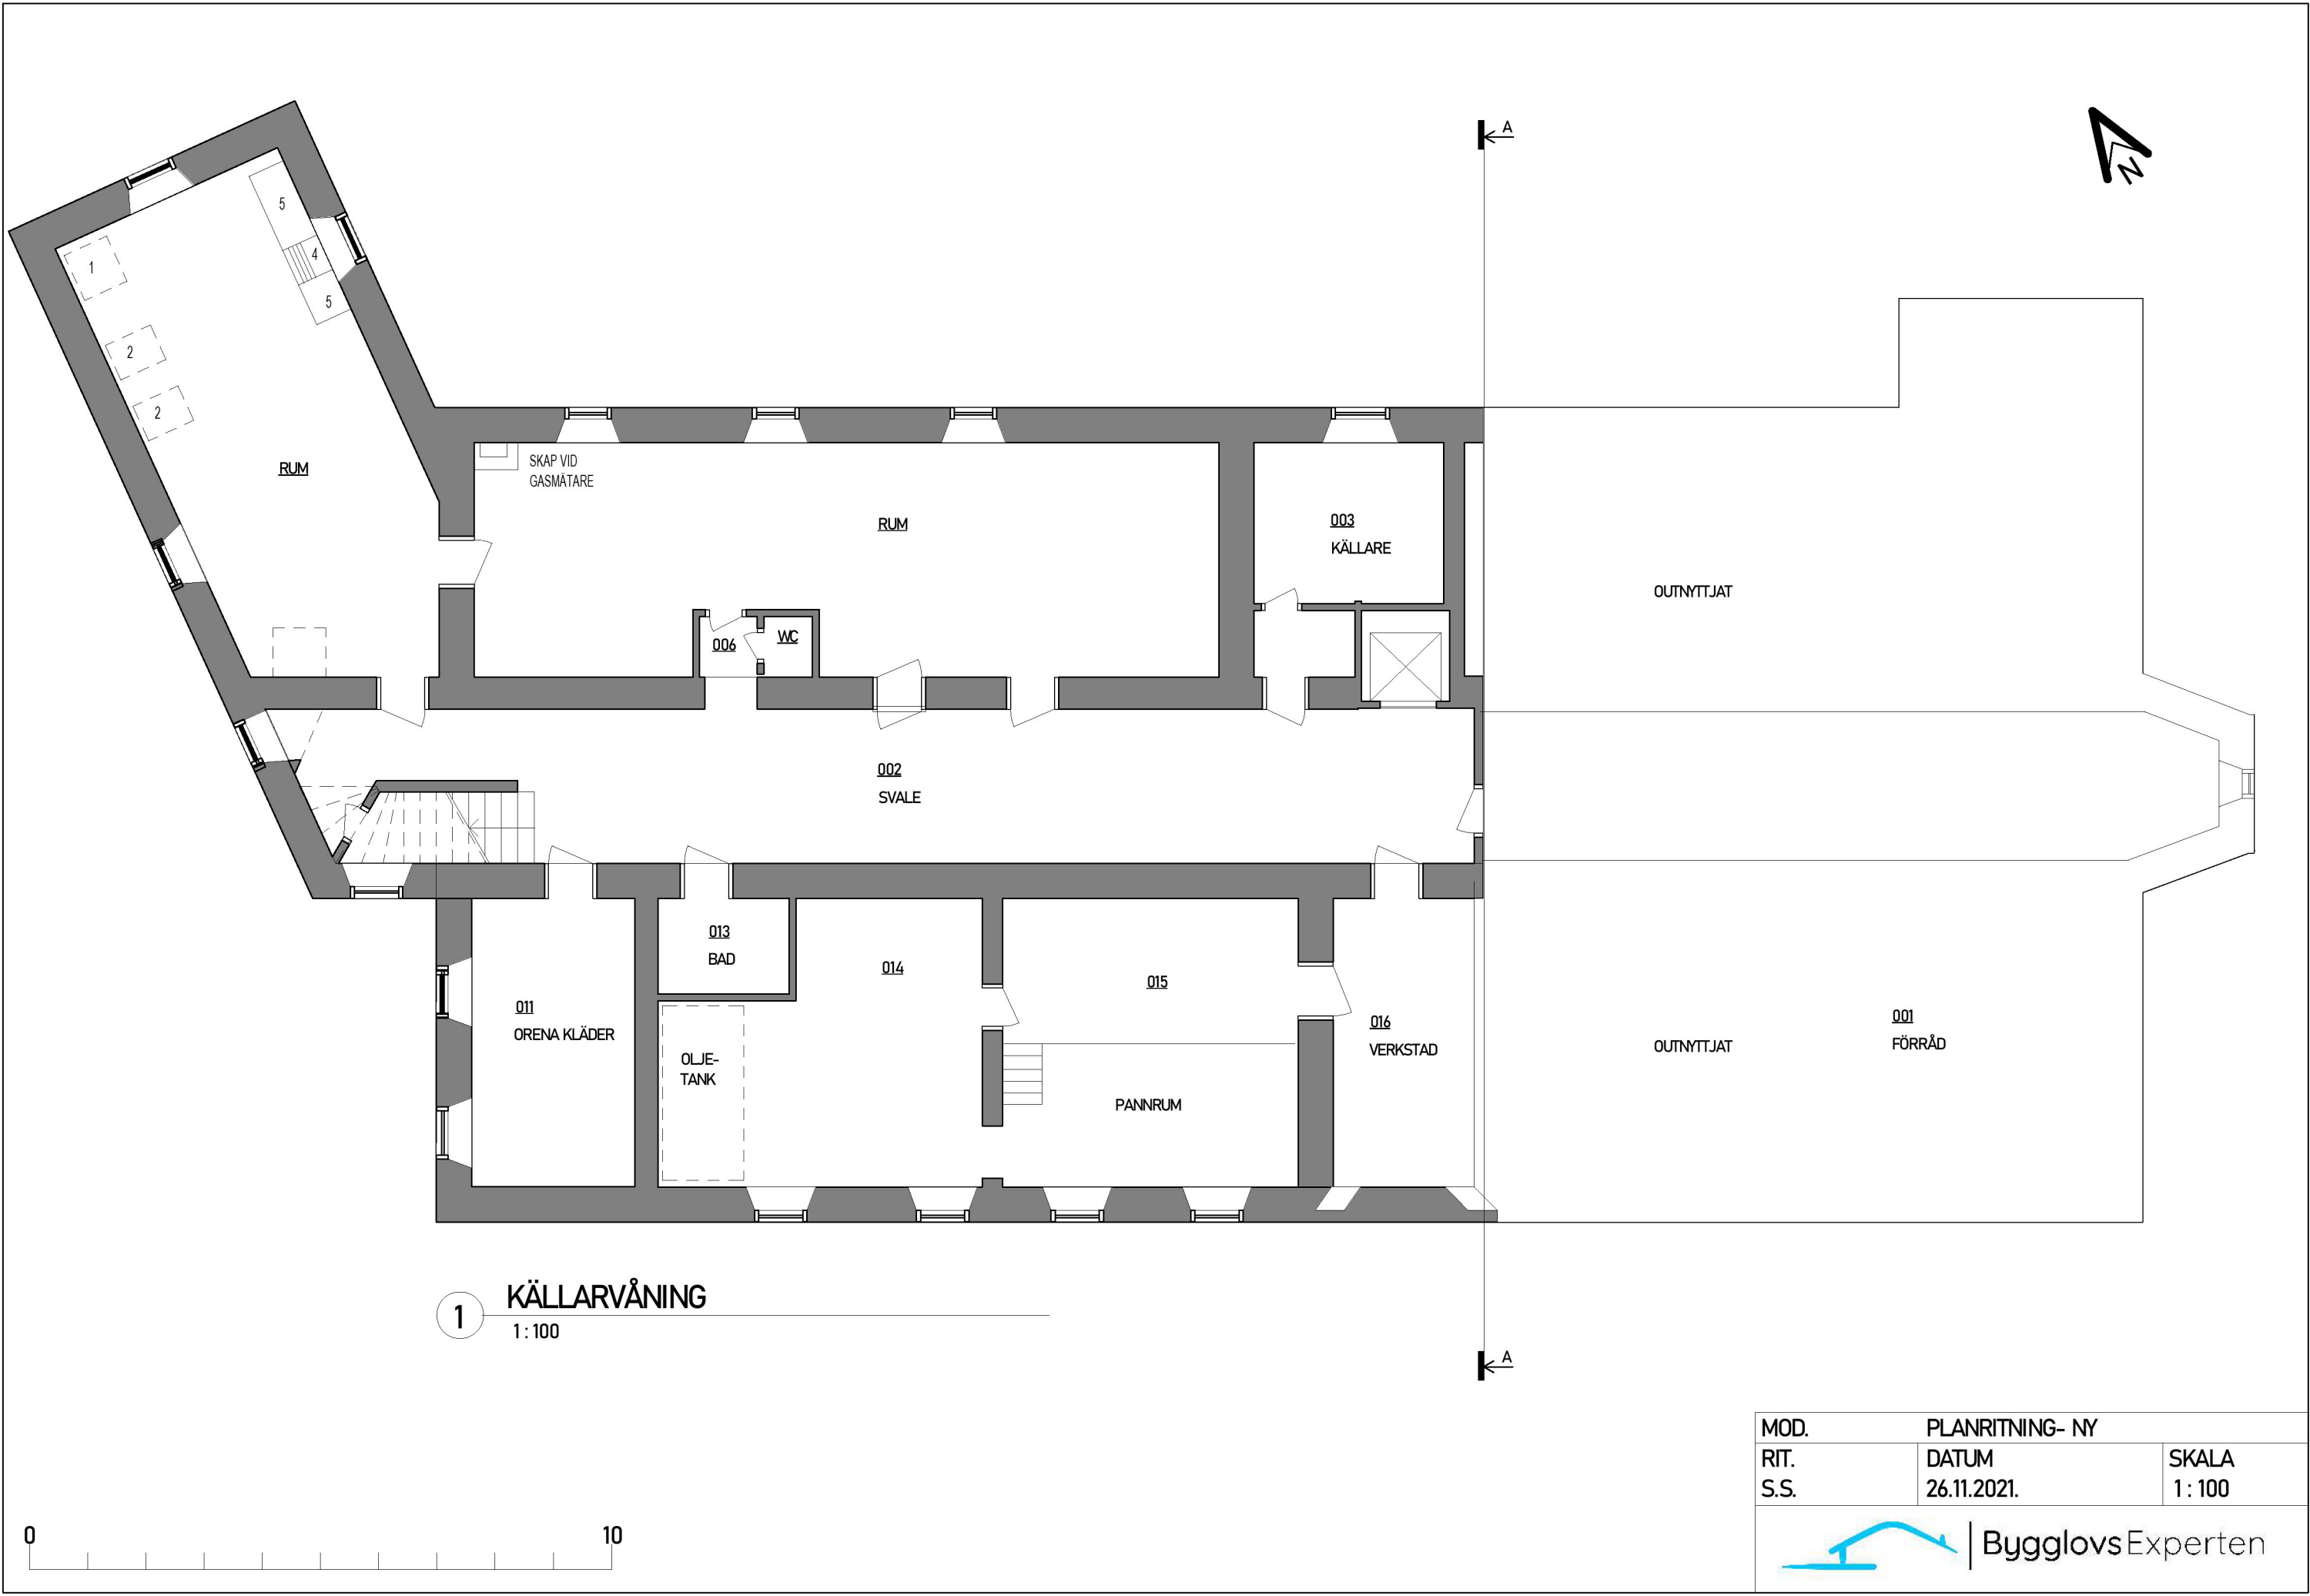 A
N
5
4
5
1
2
2
RUM
SKAP VID
GASMÄTARE
RUM
003
KÄLLARE
OUTNYTTJAT
006
WC
002
SVALE
013
BAD
014
015
011
ORENA KLÄDER
OLJE-
TANK
016
VERKSTAD
PANNRUM
OUTNYTTJAT
001
FÖRRÅD
1
KÄLLARVÅNING
1 : 100
A
MOD. PLANRITNING- NY
RIT. DATUM SKALA
S.S. 26.11.2021. 1 : 100
BygglovsExperten
0 10